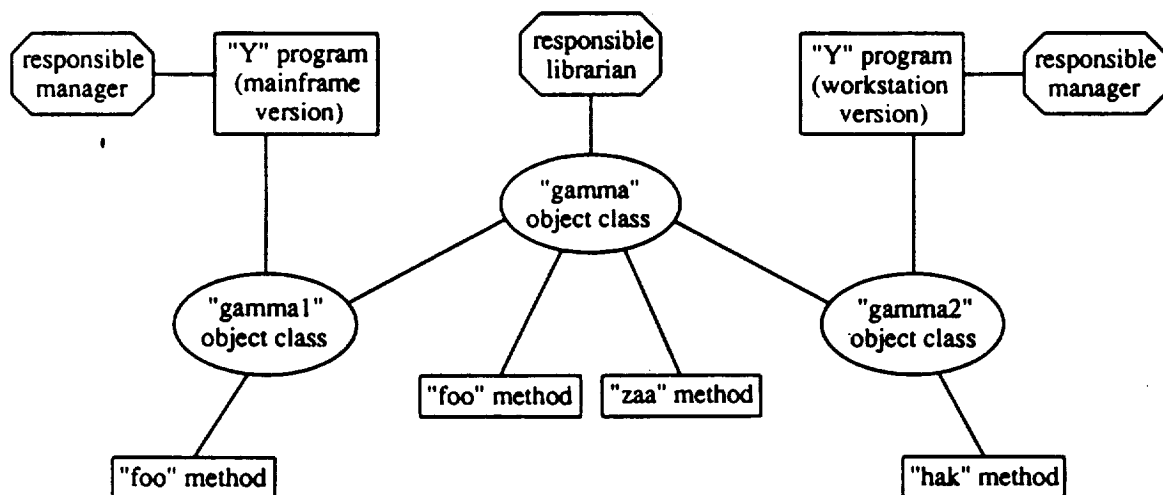 responsible
manager
"Y" program
(mainframe
version)
responsible
librarian
"Y" program
(workstation
version)
responsible
manager
"gamma"
object class
"gamma1"
object class
"gamma2"
object class
"foo" method
"zaa" method
"foo" method
"hak" method